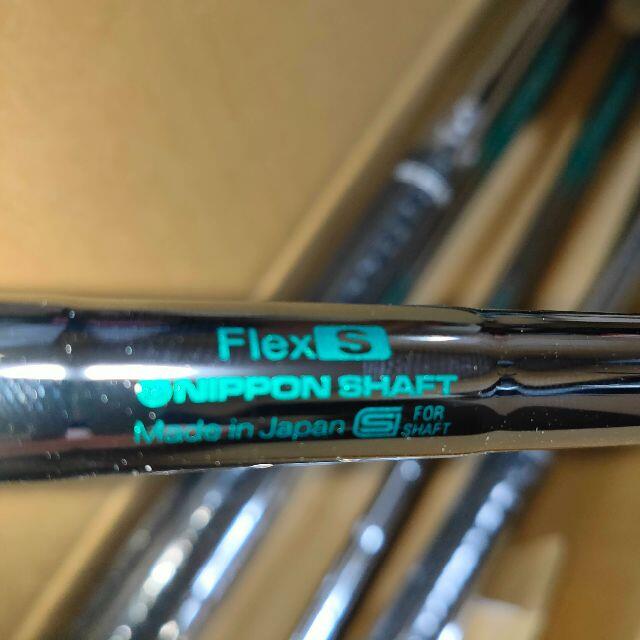 Flex S
NIPPON SHAFT
Made in Japan SG FOR SHAFT